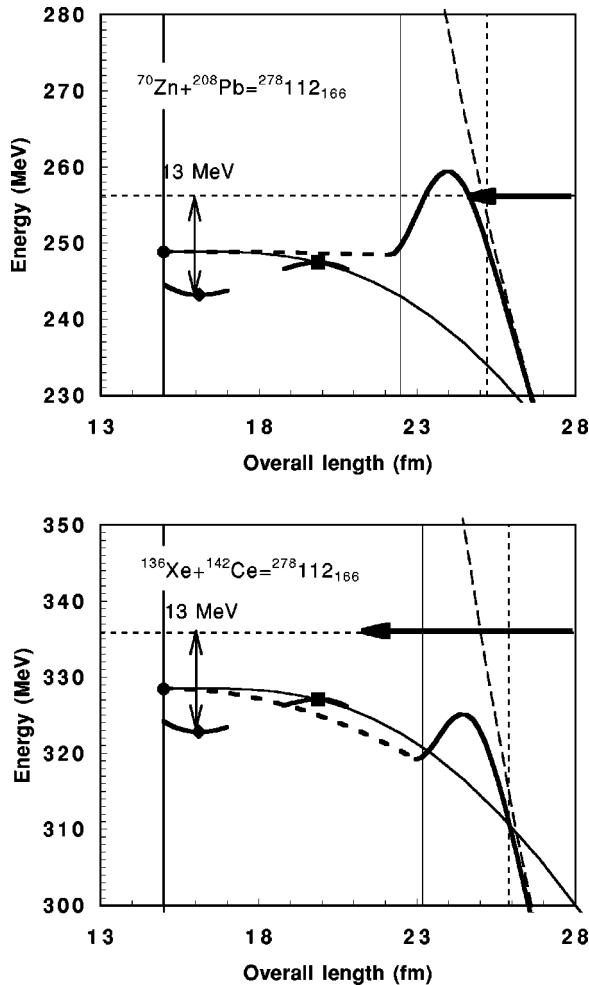 280
270
260
250
240
230
Energy (MeV)
⁷⁰Zn+²⁰⁸Pb=²⁷⁸112₁₆₆
13 MeV
13 18 23 28
Overall length (fm)
350
340
330
320
310
300
Energy (MeV)
¹³⁶Xe+¹⁴²Ce=²⁷⁸112₁₆₆
13 MeV
13 18 23 28
Overall length (fm)